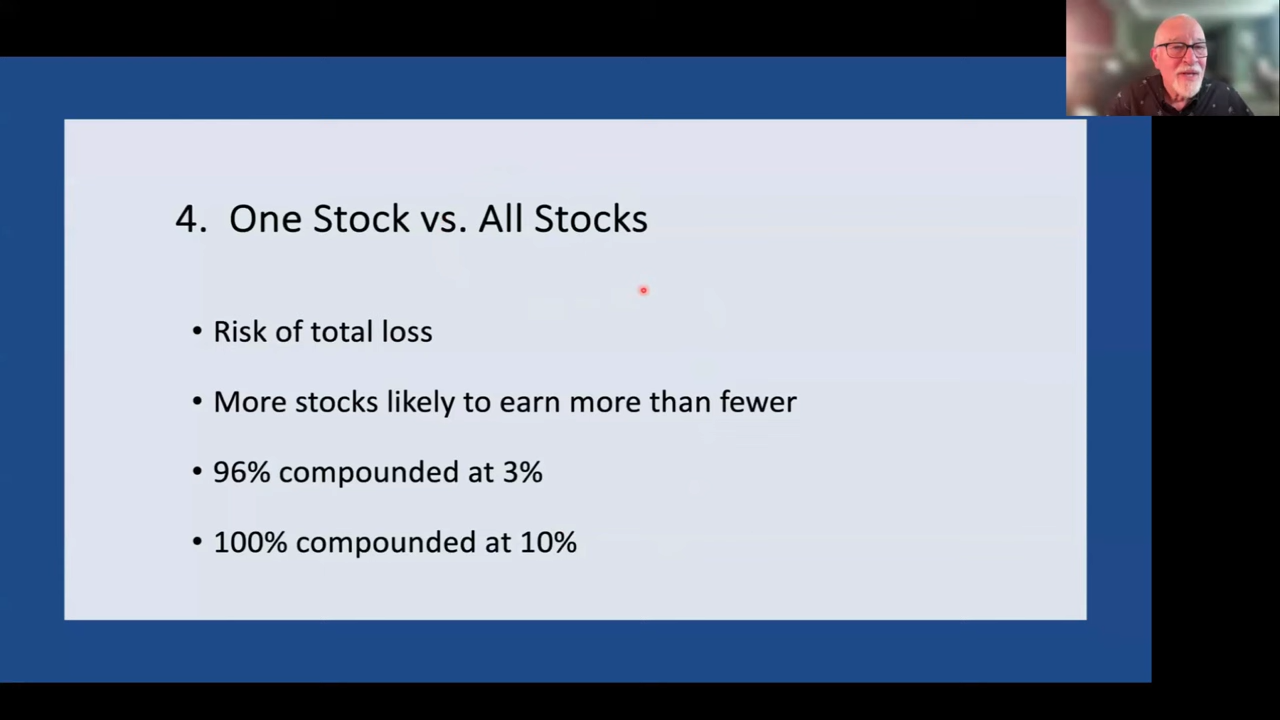 4. One Stock vs. All Stocks
• Risk of total loss
• More stocks likely to earn more than fewer
• 96% compounded at 3%
• 100% compounded at 10%